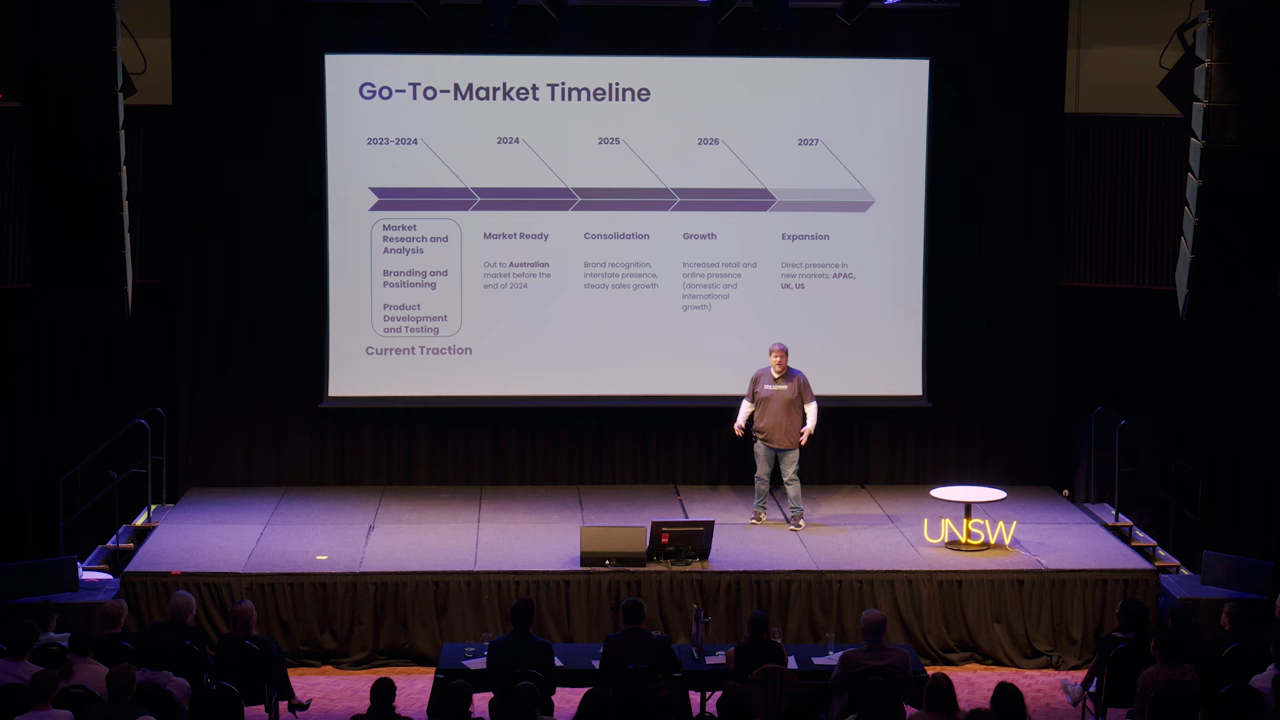 Go-To-Market Timeline
2023-2024
2024
2025
2026
2027
Market
Research and
Analysis
Branding and
Positioning
Product
Development
and Testing
Current Traction
Market Ready
Out to Australian
market before the
end of 2024
Consolidation
Brand recognition,
interstate presence,
steady sales growth
Growth
Increased retail and
online presence
(domestic and
international
growth)
Expansion
Direct presence in
new markets: APAC,
UK, US
UNSW